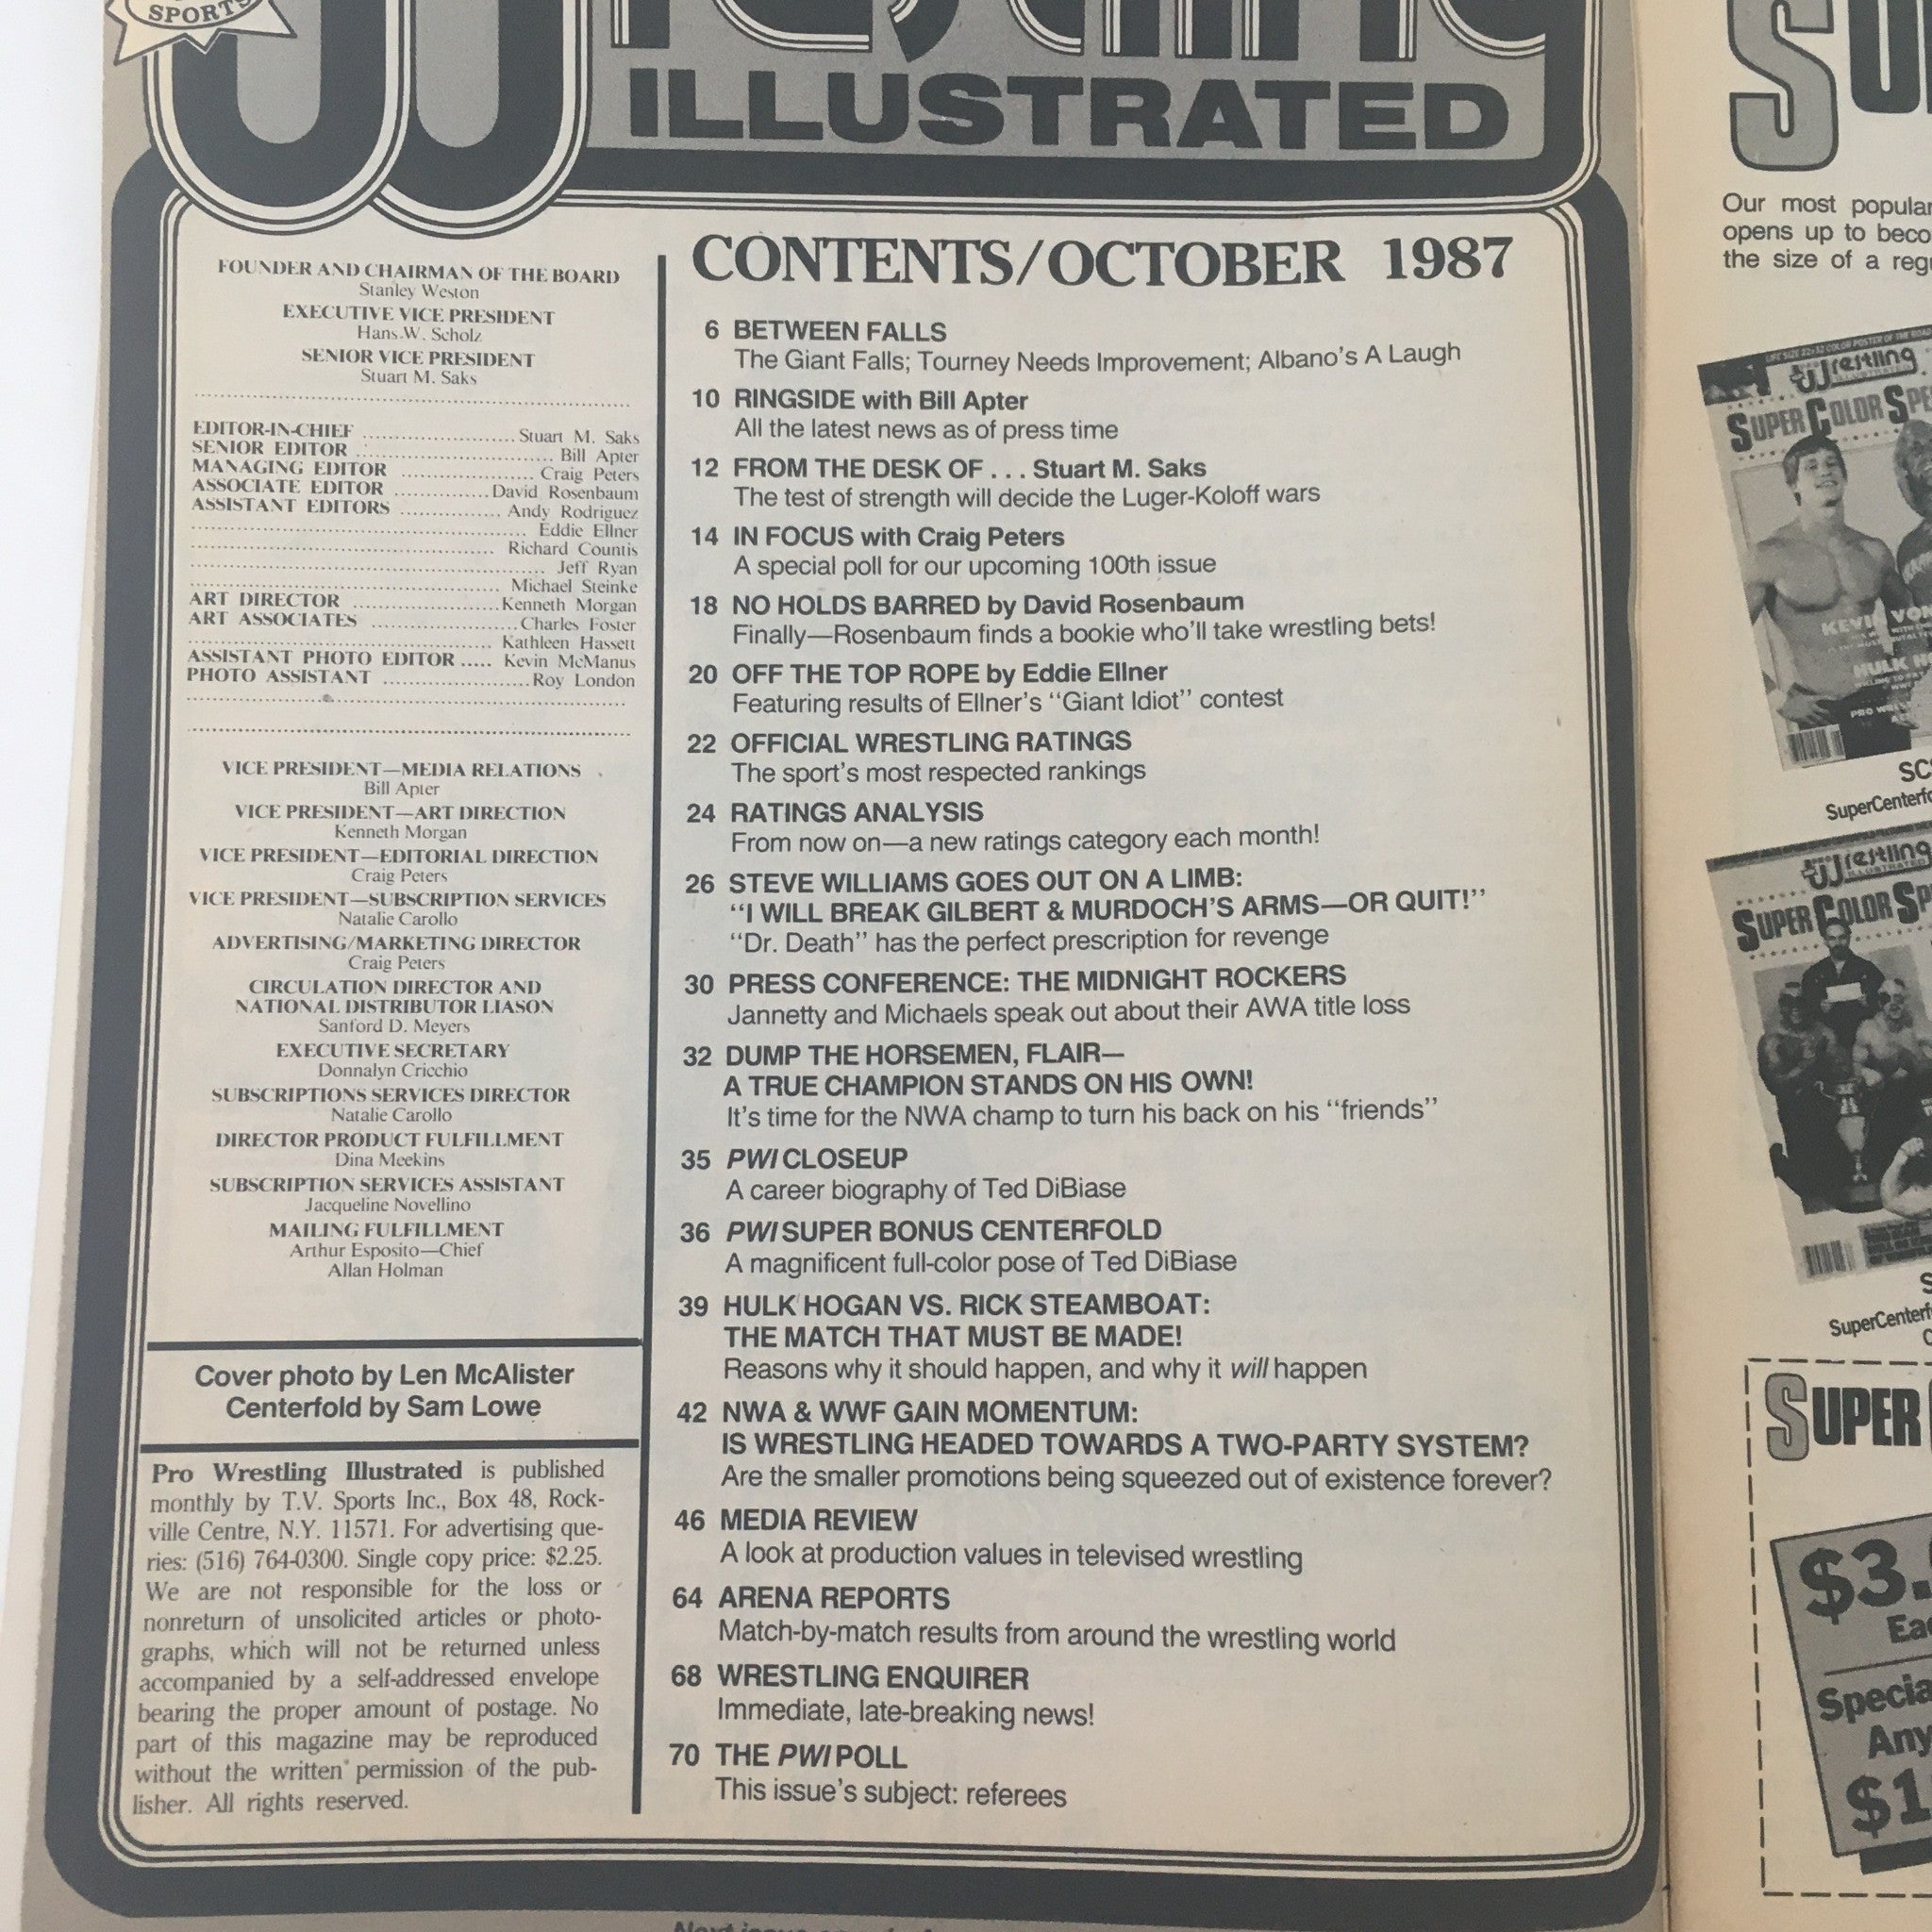 SPORTS
ILLUSTRATED
FOUNDER AND CHAIRMAN OF THE BOARD
Stanley Weston
EXECUTIVE VICE PRESIDENT
Hans W. Scholz
SENIOR VICE PRESIDENT
Stuart M. Saks
EDITOR-IN-CHIEF ........................ Stuart M. Saks
SENIOR EDITOR ................................ Bill Apter
MANAGING EDITOR ..................... Craig Peters
ASSOCIATE EDITOR ............... David Rosenbaum
ASSISTANT EDITORS ................ Andy Rodriguez
Eddie Ellner
Richard Countis
Jeff Ryan
Michael Steinke
ART DIRECTOR ....................... Kenneth Morgan
ART ASSOCIATES ....................... Charles Foster
Kathleen Hassett
ASSISTANT PHOTO EDITOR ..... Kevin McManus
PHOTO ASSISTANT ....................... Roy London
VICE PRESIDENT—MEDIA RELATIONS
Bill Apter
VICE PRESIDENT—ART DIRECTION
Kenneth Morgan
VICE PRESIDENT—EDITORIAL DIRECTION
Craig Peters
VICE PRESIDENT—SUBSCRIPTION SERVICES
Natalie Carollo
ADVERTISING/MARKETING DIRECTOR
Craig Peters
CIRCULATION DIRECTOR AND
NATIONAL DISTRIBUTOR LIASON
Sanford D. Meyers
EXECUTIVE SECRETARY
Donnalyn Cricchio
SUBSCRIPTIONS SERVICES DIRECTOR
Natalie Carollo
DIRECTOR PRODUCT FULFILLMENT
Dina Meekins
SUBSCRIPTION SERVICES ASSISTANT
Jacqueline Novellino
MAILING FULFILLMENT
Arthur Esposito—Chief
Allan Holman
Cover photo by Len McAlister
Centerfold by Sam Lowe
Pro Wrestling Illustrated is published
monthly by T.V. Sports Inc., Box 48, Rock-
ville Centre, N.Y. 11571. For advertising que-
ries: (516) 764-0300. Single copy price: $2.25.
We are not responsible for the loss or
nonreturn of unsolicited articles or photo-
graphs, which will not be returned unless
accompanied by a self-addressed envelope
bearing the proper amount of postage. No
part of this magazine may be reproduced
without the written permission of the pub-
lisher. All rights reserved.
CONTENTS/OCTOBER 1987
6 BETWEEN FALLS
The Giant Falls; Tourney Needs Improvement; Albano's A Laugh
10 RINGSIDE with Bill Apter
All the latest news as of press time
12 FROM THE DESK OF . . . Stuart M. Saks
The test of strength will decide the Luger-Koloff wars
14 IN FOCUS with Craig Peters
A special poll for our upcoming 100th issue
18 NO HOLDS BARRED by David Rosenbaum
Finally—Rosenbaum finds a bookie who'll take wrestling bets!
20 OFF THE TOP ROPE by Eddie Ellner
Featuring results of Ellner's "Giant Idiot" contest
22 OFFICIAL WRESTLING RATINGS
The sport's most respected rankings
24 RATINGS ANALYSIS
From now on—a new ratings category each month!
26 STEVE WILLIAMS GOES OUT ON A LIMB:
"I WILL BREAK GILBERT & MURDOCH'S ARMS—OR QUIT!"
"Dr. Death" has the perfect prescription for revenge
30 PRESS CONFERENCE: THE MIDNIGHT ROCKERS
Jannetty and Michaels speak out about their AWA title loss
32 DUMP THE HORSEMEN, FLAIR—
A TRUE CHAMPION STANDS ON HIS OWN!
It's time for the NWA champ to turn his back on his "friends"
35 PWI CLOSEUP
A career biography of Ted DiBiase
36 PWI SUPER BONUS CENTERFOLD
A magnificent full-color pose of Ted DiBiase
39 HULK HOGAN VS. RICK STEAMBOAT:
THE MATCH THAT MUST BE MADE!
Reasons why it should happen, and why it will happen
42 NWA & WWF GAIN MOMENTUM:
IS WRESTLING HEADED TOWARDS A TWO-PARTY SYSTEM?
Are the smaller promotions being squeezed out of existence forever?
46 MEDIA REVIEW
A look at production values in televised wrestling
64 ARENA REPORTS
Match-by-match results from around the wrestling world
68 WRESTLING ENQUIRER
Immediate, late-breaking news!
70 THE PWI POLL
This issue's subject: referees
Our most popular
opens up to
the size of a
Wrestling
SUPER COLOR
KEVIN
HULK
Wrestling
SUPER COLOR
SUPER
$3.